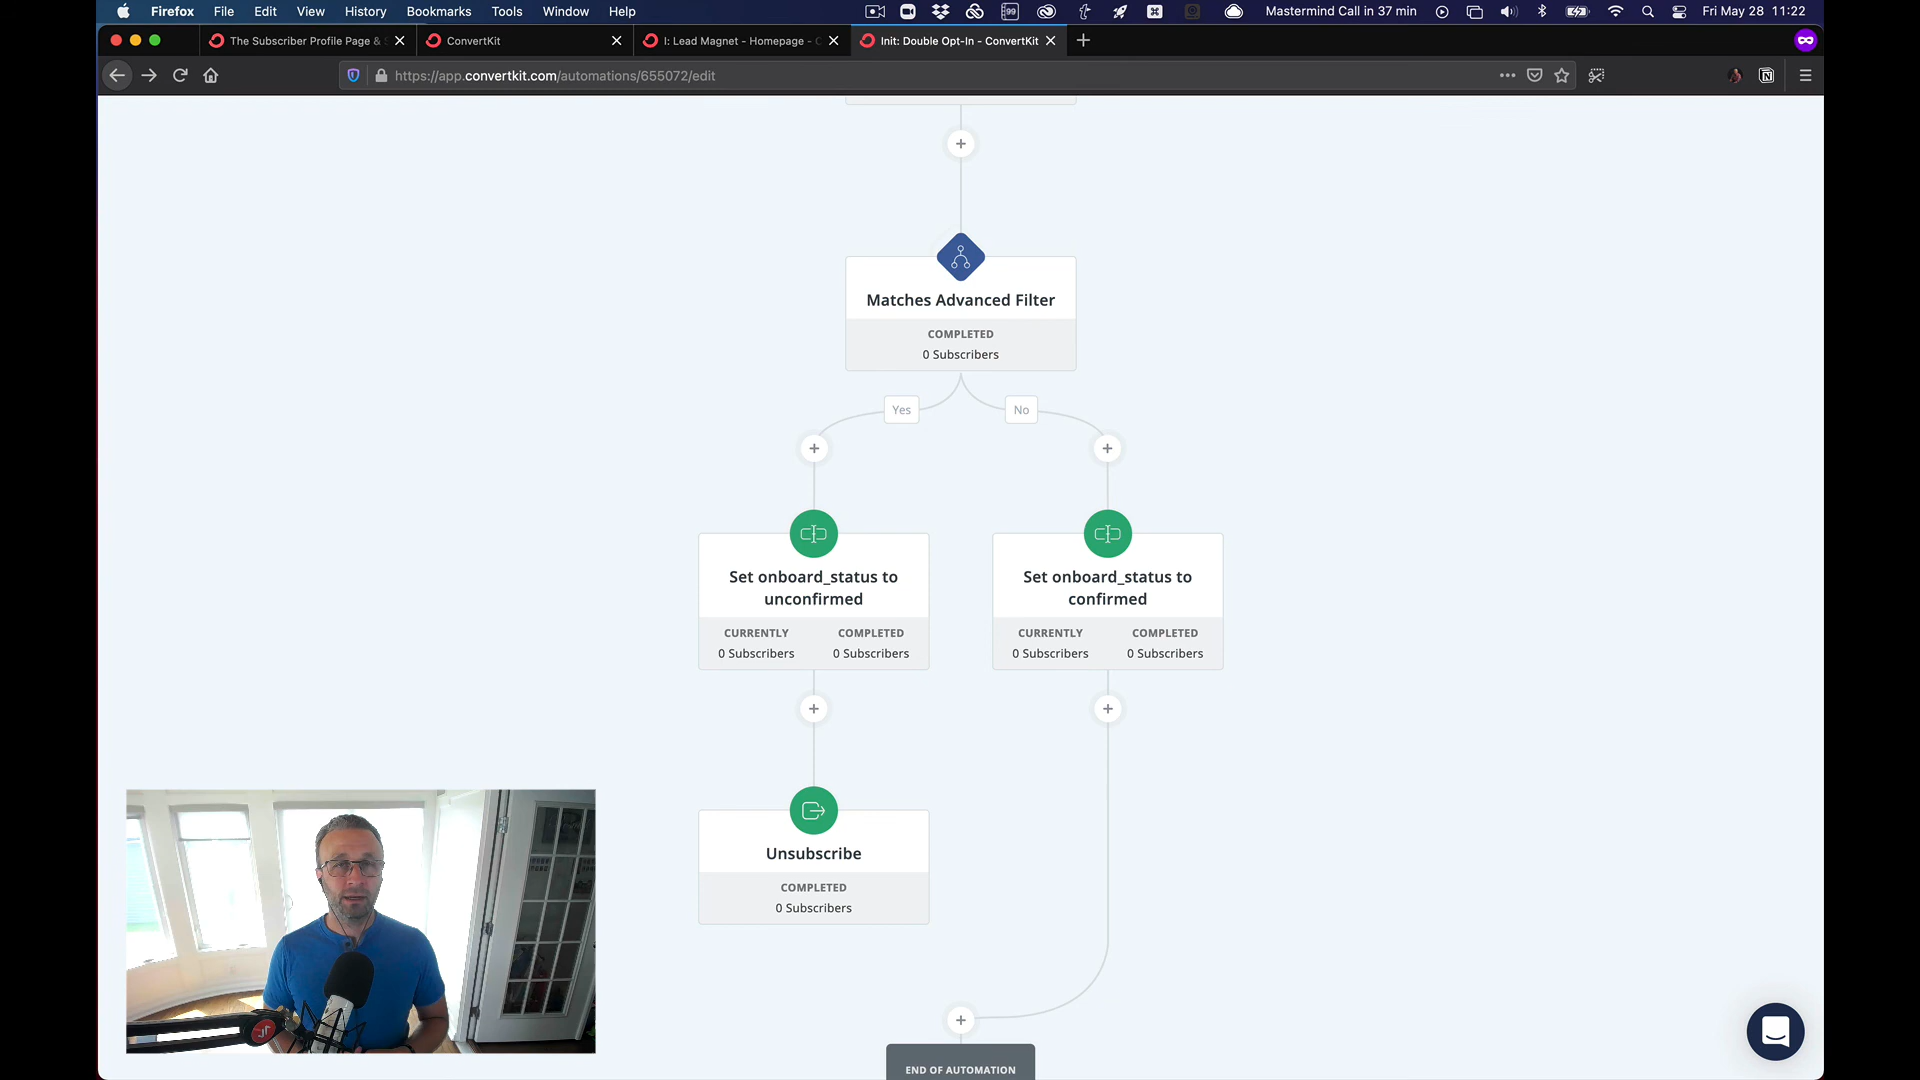 Firefox File Edit View History Bookmarks Tools Window Help Mastermind Call in 37 min Fri May 28 11:22
The Subscriber Profile Page & ConvertKit I: Lead Magnet - Homepage - C Init: Double Opt-In - ConvertKit
https://app.convertkit.com/automations/655072/edit
Matches Advanced Filter
COMPLETED
0 Subscribers
Yes No
Set onboard_status to unconfirmed
CURRENTLY COMPLETED
0 Subscribers 0 Subscribers
Set onboard_status to confirmed
CURRENTLY COMPLETED
0 Subscribers 0 Subscribers
Unsubscribe
COMPLETED
0 Subscribers
END OF AUTOMATION